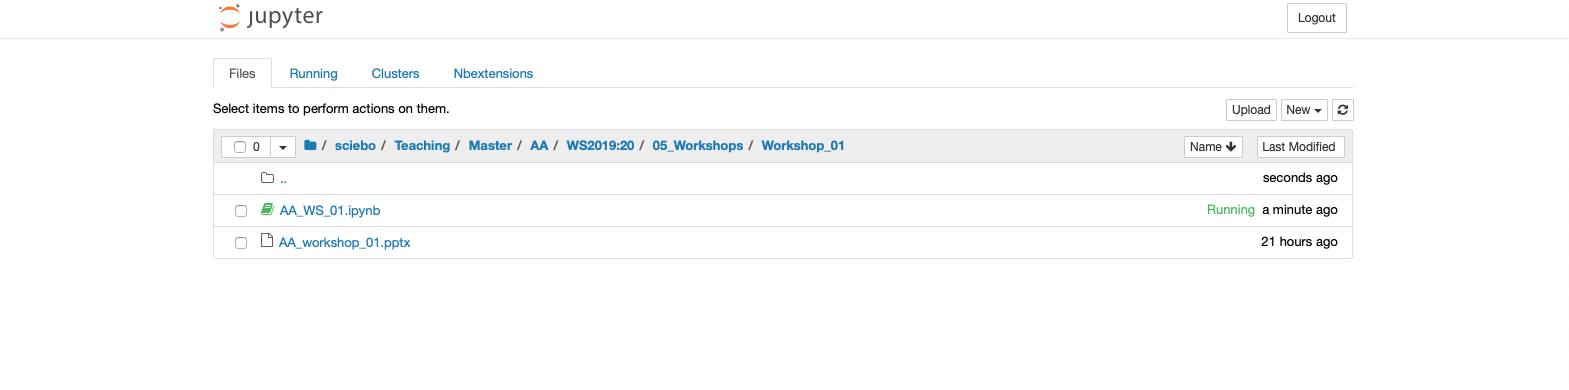 jupyter
Logout
Files Running Clusters Nbextensions
Select items to perform actions on them.
Upload New
0 / sciebo / Teaching / Master / AA / WS2019:20 / 05_Workshops / Workshop_01 Name Last Modified
.. seconds ago
AA_WS_01.ipynb Running a minute ago
AA_workshop_01.pptx 21 hours ago